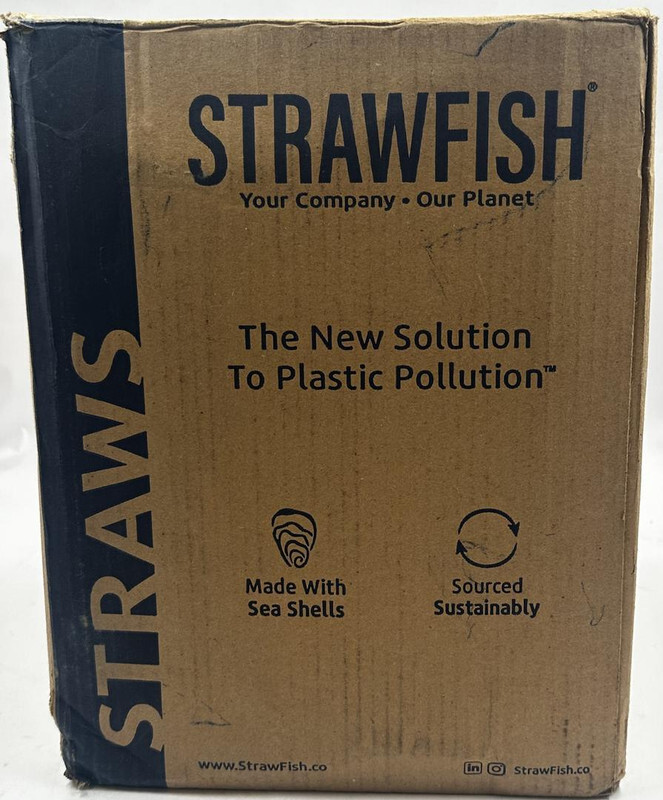 STRAWFISH®
Your Company • Our Planet
The New Solution
To Plastic Pollution™
Made With
Sea Shells
Sourced
Sustainably
STRAWS
www.StrawFish.co
in StrawFish.co